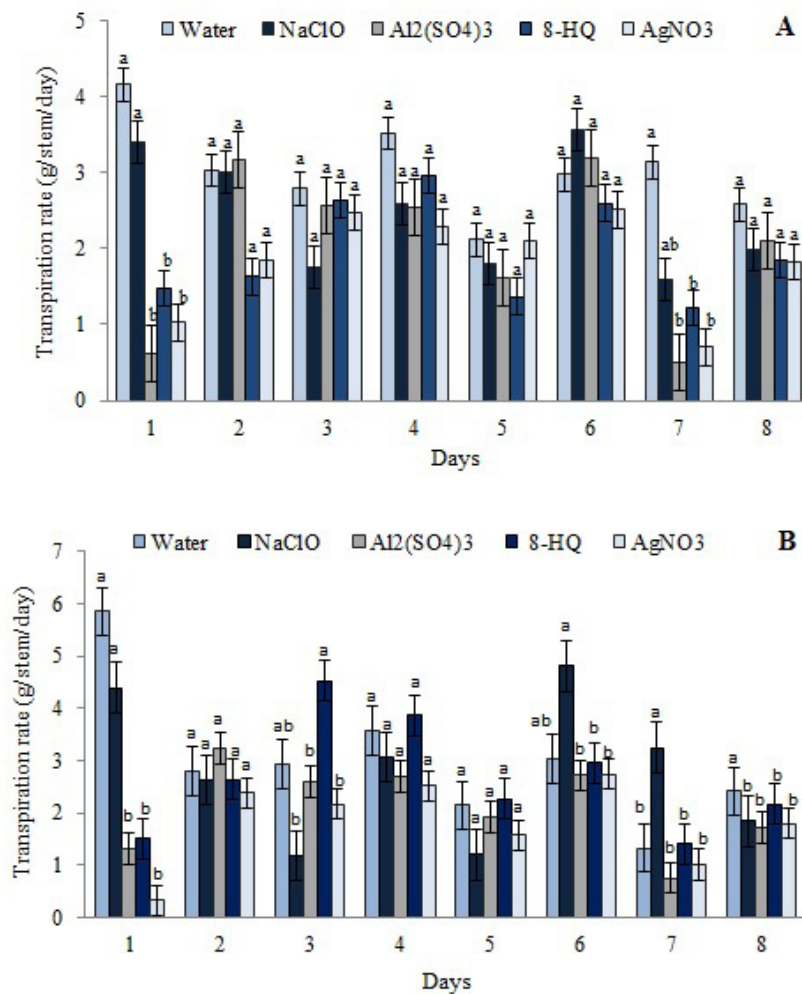 Water NaClO Al2(SO4)3 8-HQ AgNO3 A
Transpiration rate (g/stem/day)
5
4
3
2
1
0
a a b b b
a a a a a
a a a a a
a a a a a
a a a a a
a a a a a
a ab b b b
a a a a a
1 2 3 4 5 6 7 8
Days
Water NaClO Al2(SO4)3 8-HQ AgNO3 B
Transpiration rate (g/stem/day)
7
6
5
4
3
2
1
0
a a b b b
a a a a a
ab b b a b
a a a a a
a a a a a
ab a b b b
b a b b b
a b b b b
1 2 3 4 5 6 7 8
Days